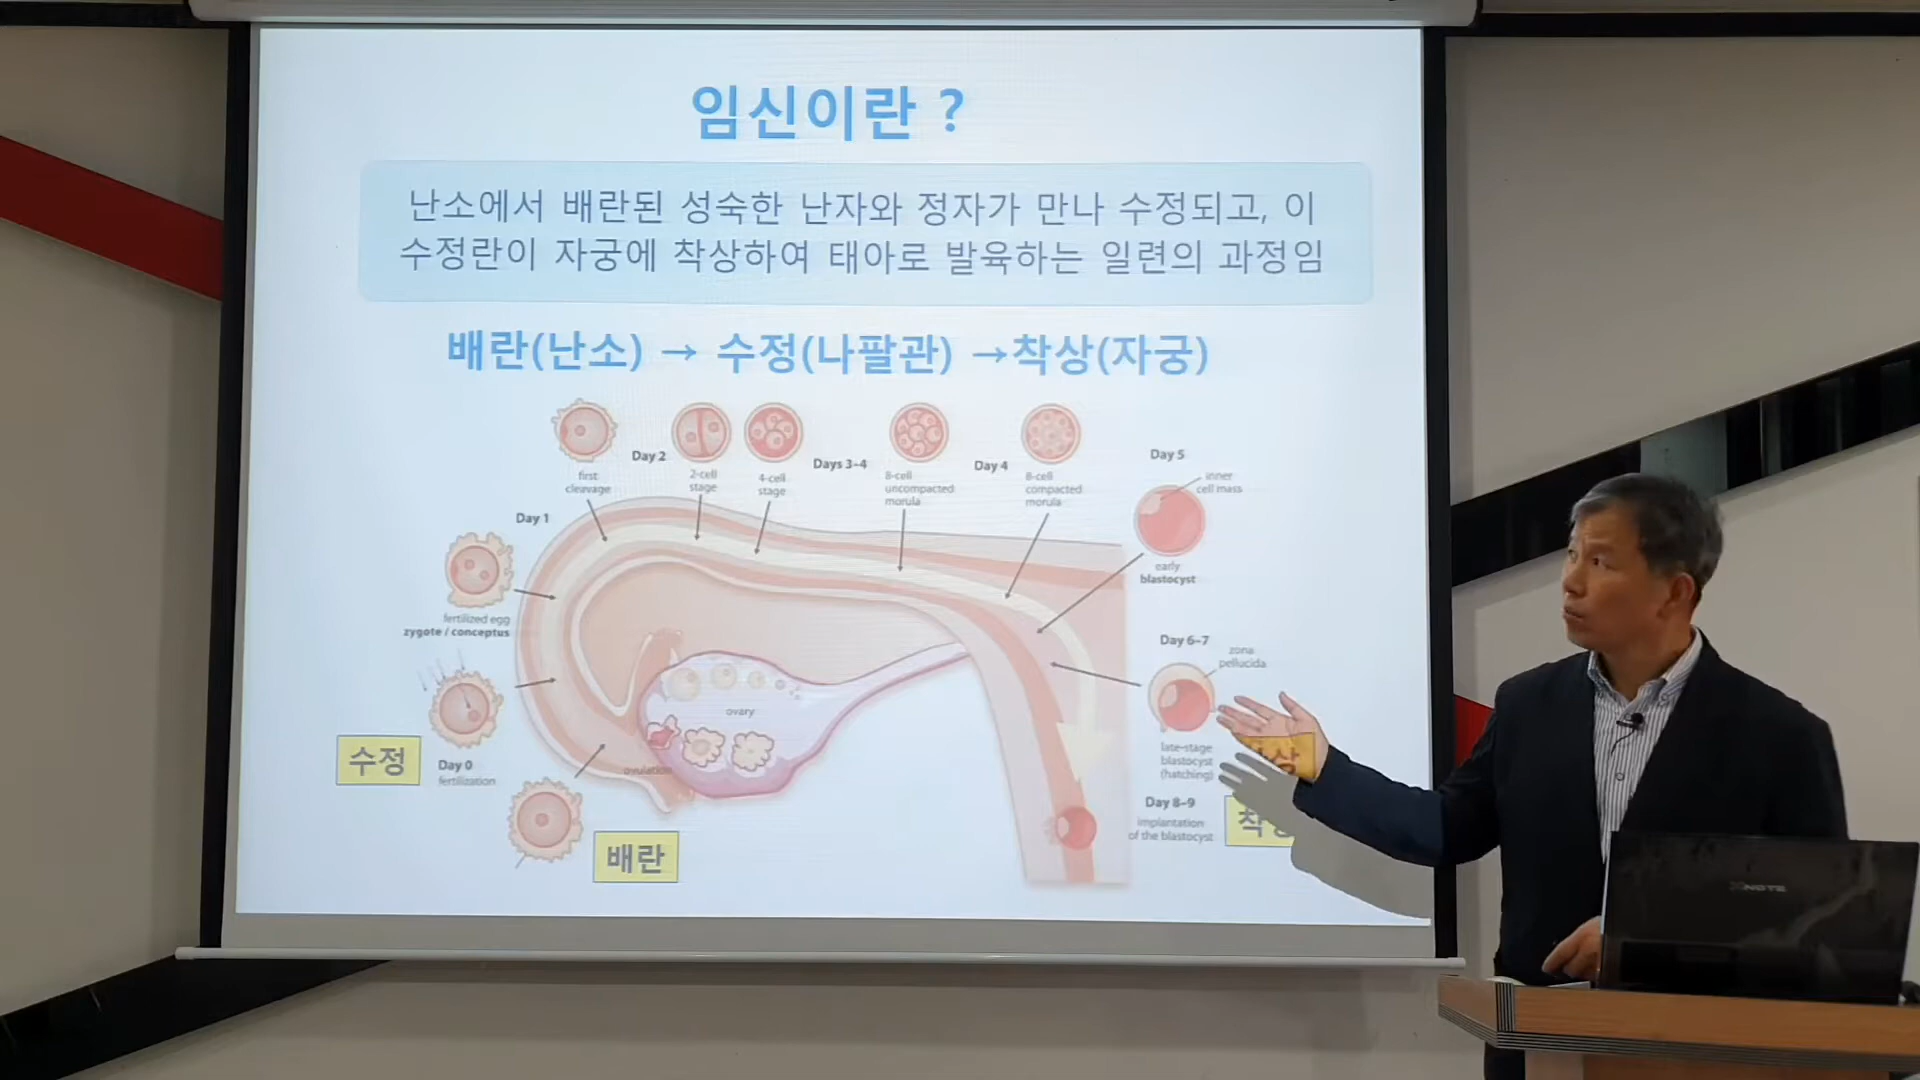 임신이란 ?
난소에서 배란된 성숙한 난자와 정자가 만나 수정되고, 이
수정란이 자궁에 착상하여 태아로 발육하는 일련의 과정임
배란(난소) → 수정(나팔관) →착상(자궁)
first
cleavage
Day 2
2-cell
stage
4-cell
stage
Days 3–4
8-cell
uncompacted
morula
Day 4
8-cell
compacted
morula
Day 5
inner
cell mass
early
blastocyst
Day 1
fertilized egg
zygote / conceptus
Day 6–7
zona
pellucida
late-stage
blastocyst
(hatching)
ovary
ovulation
수정
Day 0
fertilization
배란
Day 8–9
implantation
of the blastocyst
XNOTE